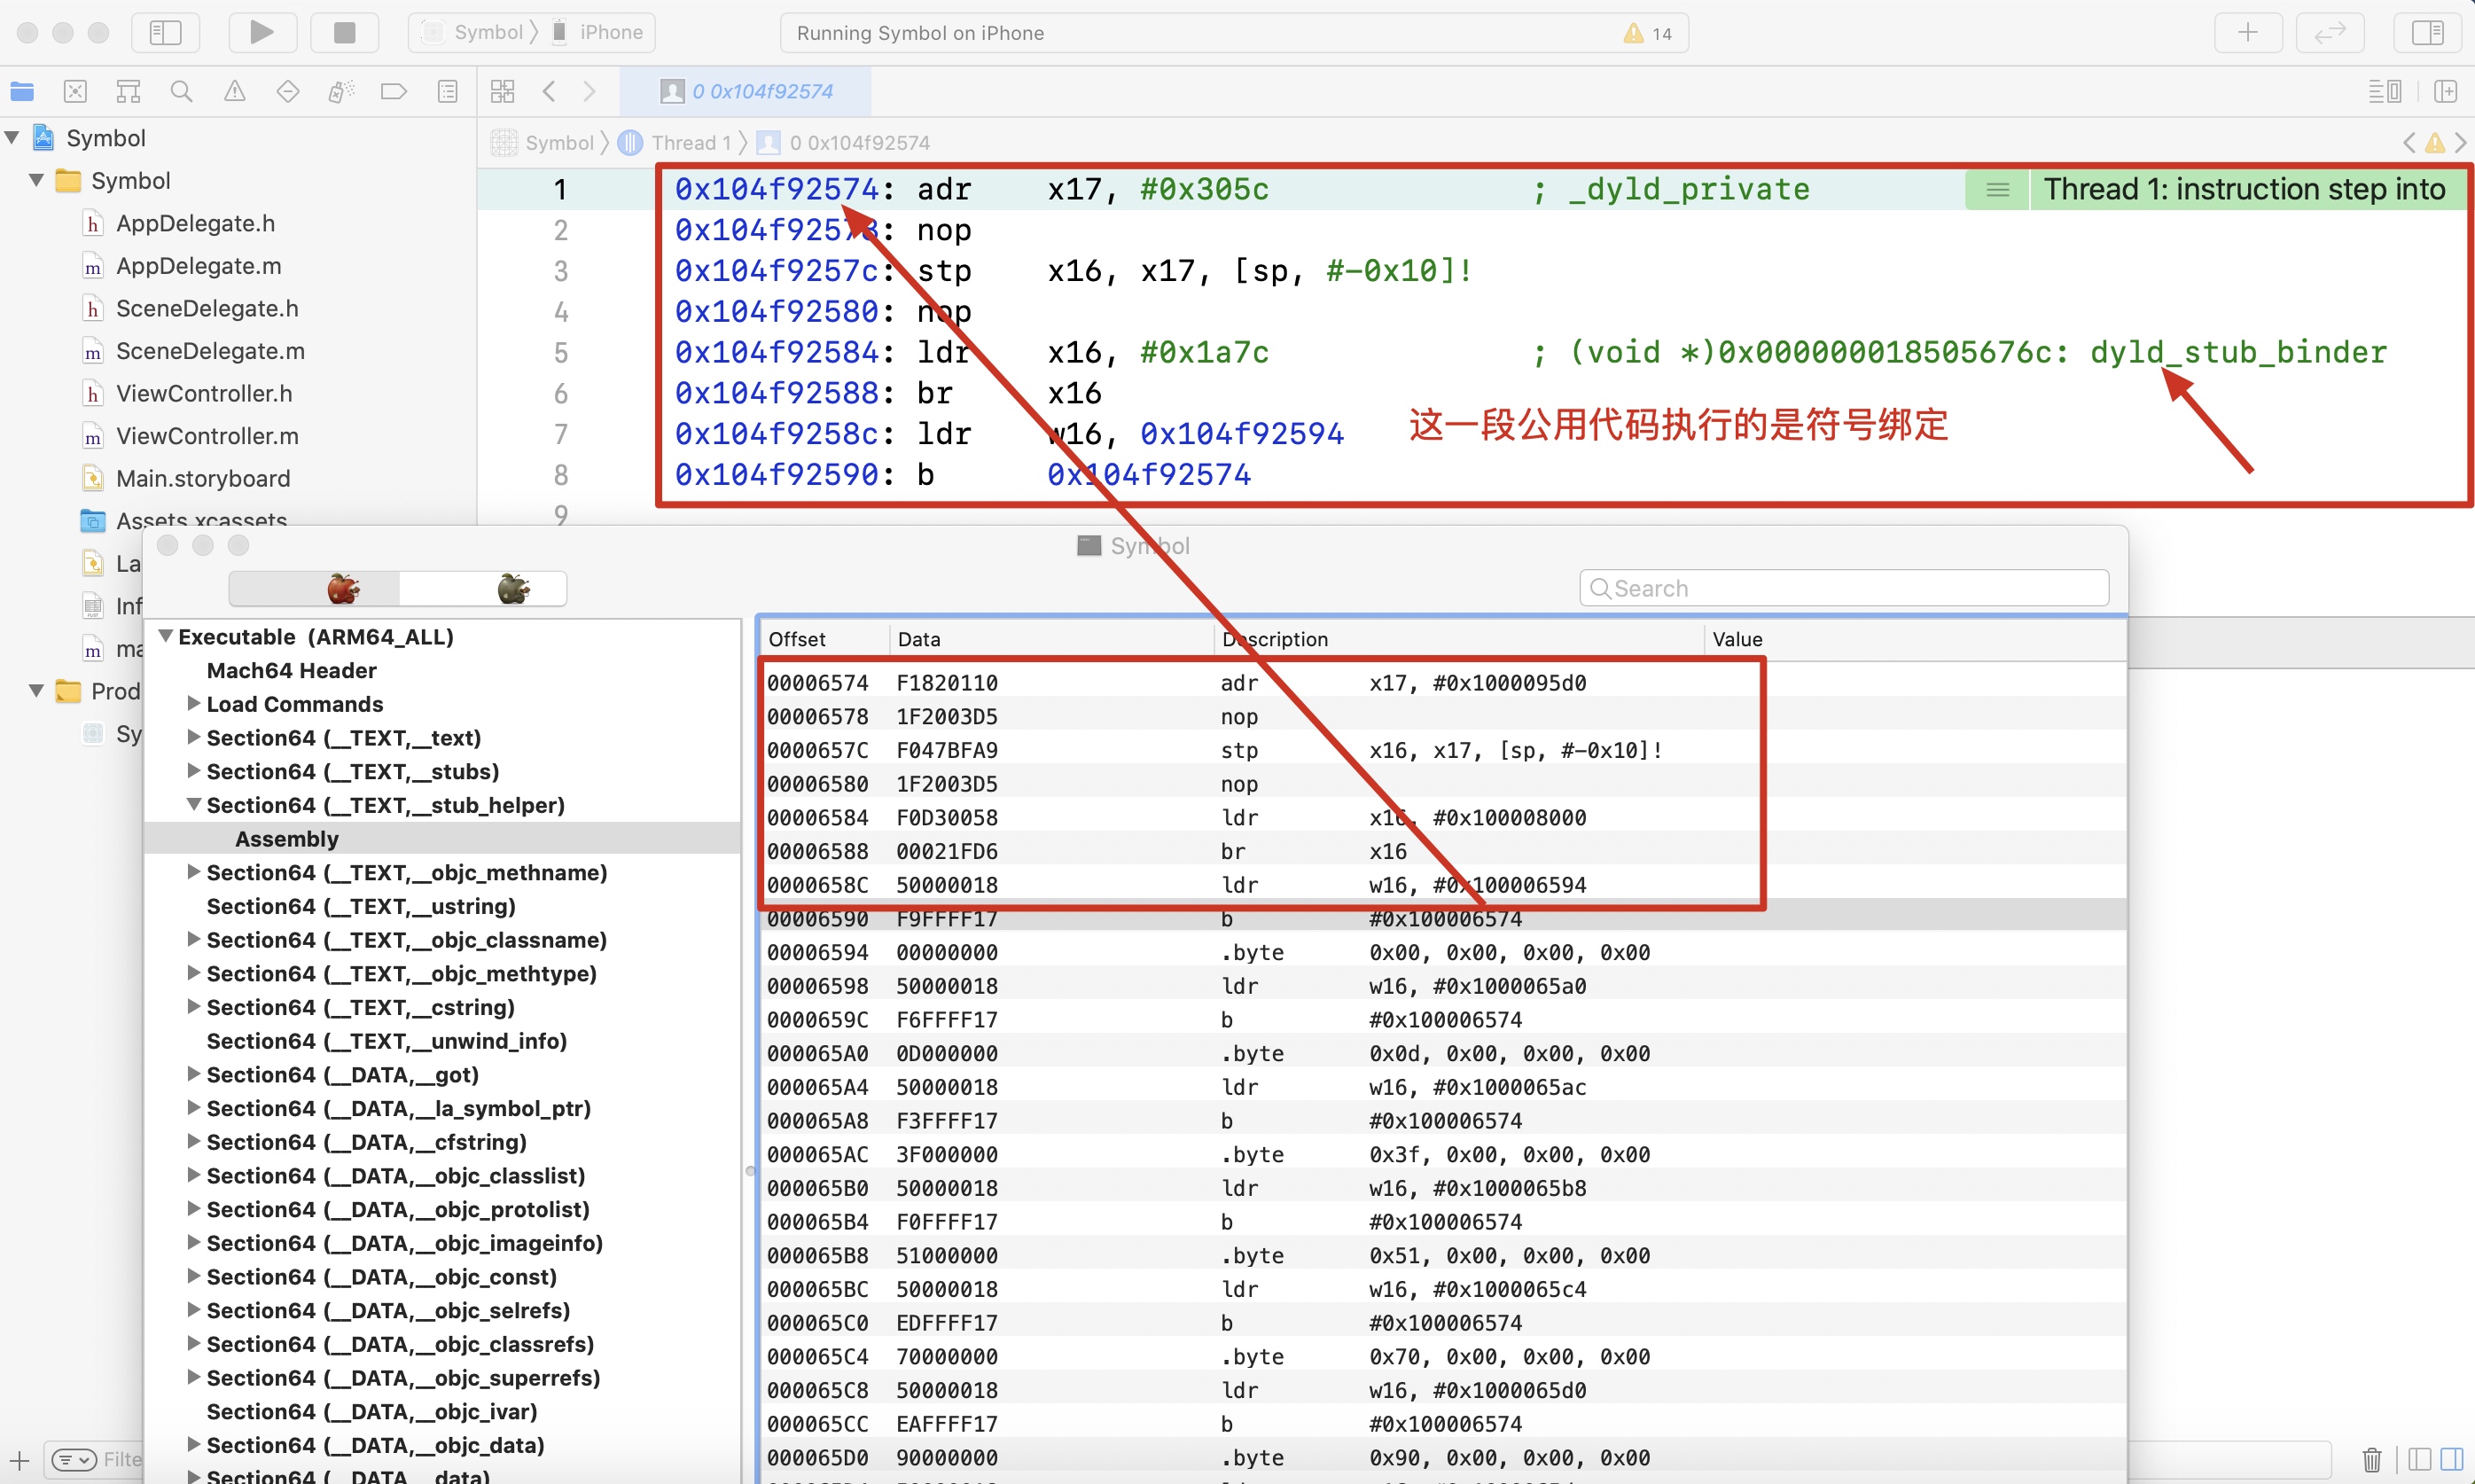 Symbol 〉 iPhone
Running Symbol on iPhone
14
0 0x104f92574
Symbol 〉 Thread 1 〉 0 0x104f92574
Symbol
Symbol
h AppDelegate.h
m AppDelegate.m
h SceneDelegate.h
m SceneDelegate.m
h ViewController.h
m ViewController.m
Main.storyboard
Assets.xcassets
La
Inf
m ma
Prod
Sy
Filte
1 0x104f92574: adr x17, #0x305c ; _dyld_private
Thread 1: instruction step into
2 0x104f92578: nop
3 0x104f9257c: stp x16, x17, [sp, #-0x10]!
4 0x104f92580: nop
5 0x104f92584: ldr x16, #0x1a7c ; (void *)0x000000018505676c: dyld_stub_binder
6 0x104f92588: br x16
7 0x104f9258c: ldr w16, 0x104f92594
8 0x104f92590: b 0x104f92574
9
这一段公用代码执行的是符号绑定
Symbol
Search
Executable (ARM64_ALL)
Mach64 Header
Load Commands
Section64 (__TEXT,__text)
Section64 (__TEXT,__stubs)
Section64 (__TEXT,__stub_helper)
Assembly
Section64 (__TEXT,__objc_methname)
Section64 (__TEXT,__ustring)
Section64 (__TEXT,__objc_classname)
Section64 (__TEXT,__objc_methtype)
Section64 (__TEXT,__cstring)
Section64 (__TEXT,__unwind_info)
Section64 (__DATA,__got)
Section64 (__DATA,__la_symbol_ptr)
Section64 (__DATA,__cfstring)
Section64 (__DATA,__objc_classlist)
Section64 (__DATA,__objc_protolist)
Section64 (__DATA,__objc_imageinfo)
Section64 (__DATA,__objc_const)
Section64 (__DATA,__objc_selrefs)
Section64 (__DATA,__objc_classrefs)
Section64 (__DATA,__objc_superrefs)
Section64 (__DATA,__objc_ivar)
Section64 (__DATA,__objc_data)
Section64 (__DATA,__data)
Offset Data Description Value
00006574 F1820110 adr x17, #0x1000095d0
00006578 1F2003D5 nop
0000657C F047BFA9 stp x16, x17, [sp, #-0x10]!
00006580 1F2003D5 nop
00006584 F0D30058 ldr x16, #0x100008000
00006588 00021FD6 br x16
0000658C 50000018 ldr w16, #0x100006594
00006590 F9FFFF17 b #0x100006574
00006594 00000000 .byte 0x00, 0x00, 0x00, 0x00
00006598 50000018 ldr w16, #0x1000065a0
0000659C F6FFFF17 b #0x100006574
000065A0 0D000000 .byte 0x0d, 0x00, 0x00, 0x00
000065A4 50000018 ldr w16, #0x1000065ac
000065A8 F3FFFF17 b #0x100006574
000065AC 3F000000 .byte 0x3f, 0x00, 0x00, 0x00
000065B0 50000018 ldr w16, #0x1000065b8
000065B4 F0FFFF17 b #0x100006574
000065B8 51000000 .byte 0x51, 0x00, 0x00, 0x00
000065BC 50000018 ldr w16, #0x1000065c4
000065C0 EDFFFF17 b #0x100006574
000065C4 70000000 .byte 0x70, 0x00, 0x00, 0x00
000065C8 50000018 ldr w16, #0x1000065d0
000065CC EAFFFF17 b #0x100006574
000065D0 90000000 .byte 0x90, 0x00, 0x00, 0x00